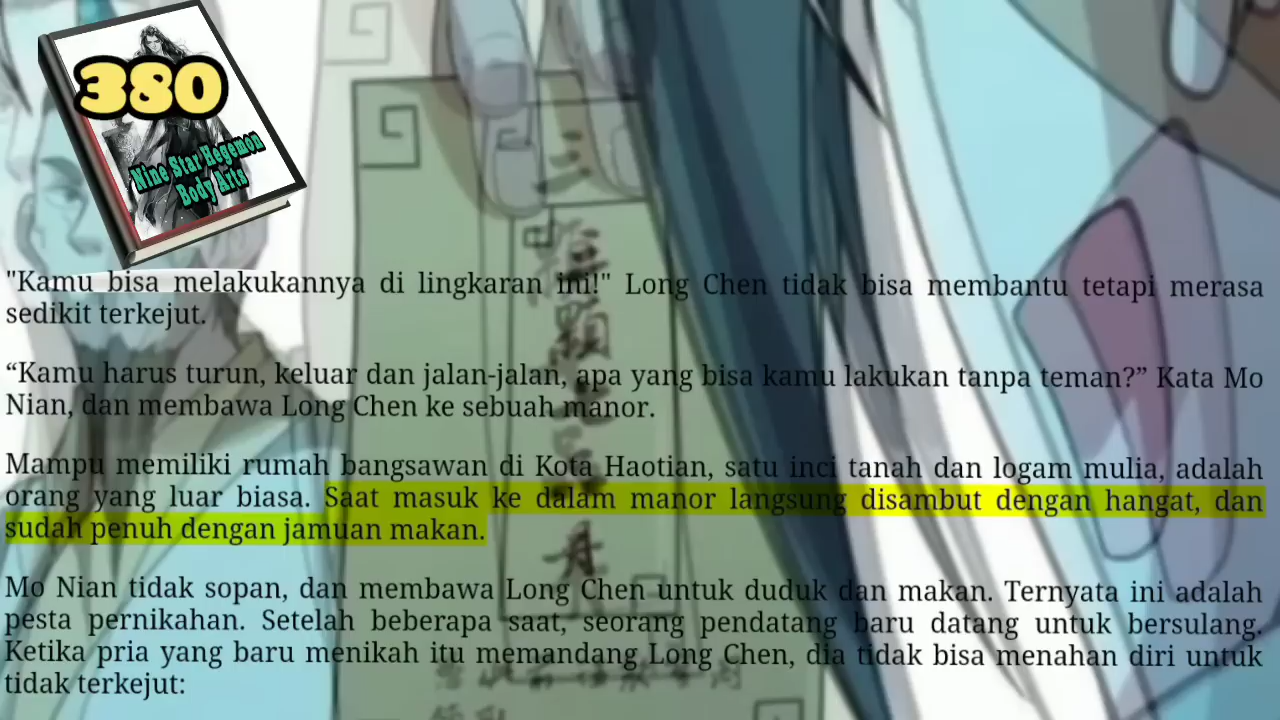 380
Nine Star Hegemon
Body Arts
"Kamu bisa melakukannya di lingkaran ini!" Long Chen tidak bisa membantu tetapi merasa
sedikit terkejut.
“Kamu harus turun, keluar dan jalan-jalan, apa yang bisa kamu lakukan tanpa teman?” Kata Mo
Nian, dan membawa Long Chen ke sebuah manor.
Mampu memiliki rumah bangsawan di Kota Haotian, satu inci tanah dan logam mulia, adalah
orang yang luar biasa. Saat masuk ke dalam manor langsung disambut dengan hangat, dan
sudah penuh dengan jamuan makan.
Mo Nian tidak sopan, dan membawa Long Chen untuk duduk dan makan. Ternyata ini adalah
pesta pernikahan. Setelah beberapa saat, seorang pendatang baru datang untuk bersulang.
Ketika pria yang baru menikah itu memandang Long Chen, dia tidak bisa menahan diri untuk
tidak terkejut: